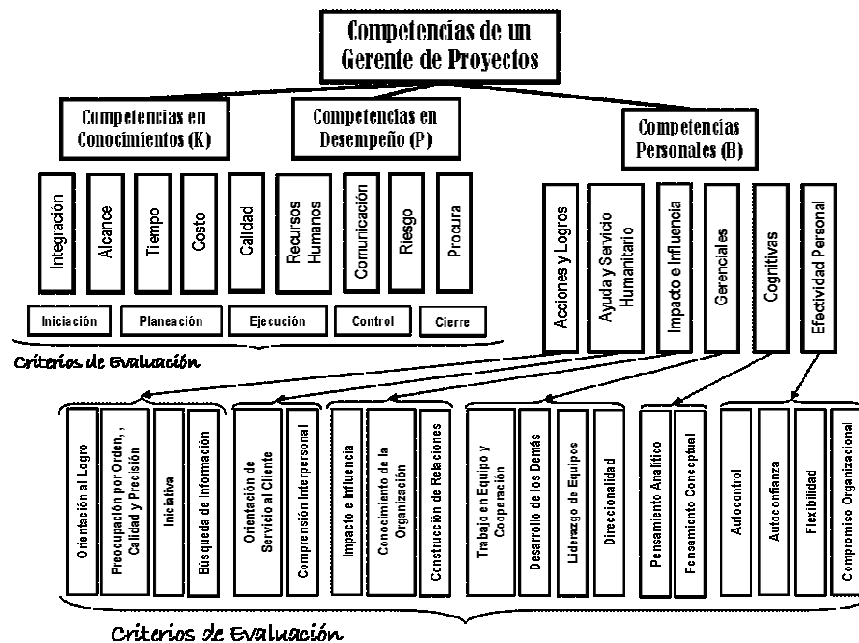 Competencias de un
Gerente de Proyectos
Competencias en
Conocimientos (K)
Competencias en
Desempeño (P)
Competencias
Personales (B)
Integración
Alcance
Tiempo
Costo
Calidad
Recursos
Humanos
Comunicación
Riesgo
Procura
Iniciación
Planeación
Ejecución
Control
Cierre
Criterios de Evaluación
Acciones y Logros
Ayuda y Servicio
Humanitario
Impacto e Influencia
Gerenciales
Cognitivas
Efectividad Personal
Orientación al Logro
Preocupación por Orden, ,
Calidad y Precisión
Iniciativa
Búsqueda de Información
Orientación de
Servicio al Cliente
Comprensión Interpersonal
Impacto e Influencia
Conocimiento de la
Organización
Construcción de Relaciones
Trabajo en Equipo y
Cooperación
Desarrollo de los Demás
Liderazgo de Equipos
Direccionalidad
Pensamiento Analítico
Pensamiento Conceptual
Autocontrol
Autoconfianza
Flexibilidad
Compromiso Organizacional
Criterios de Evaluación